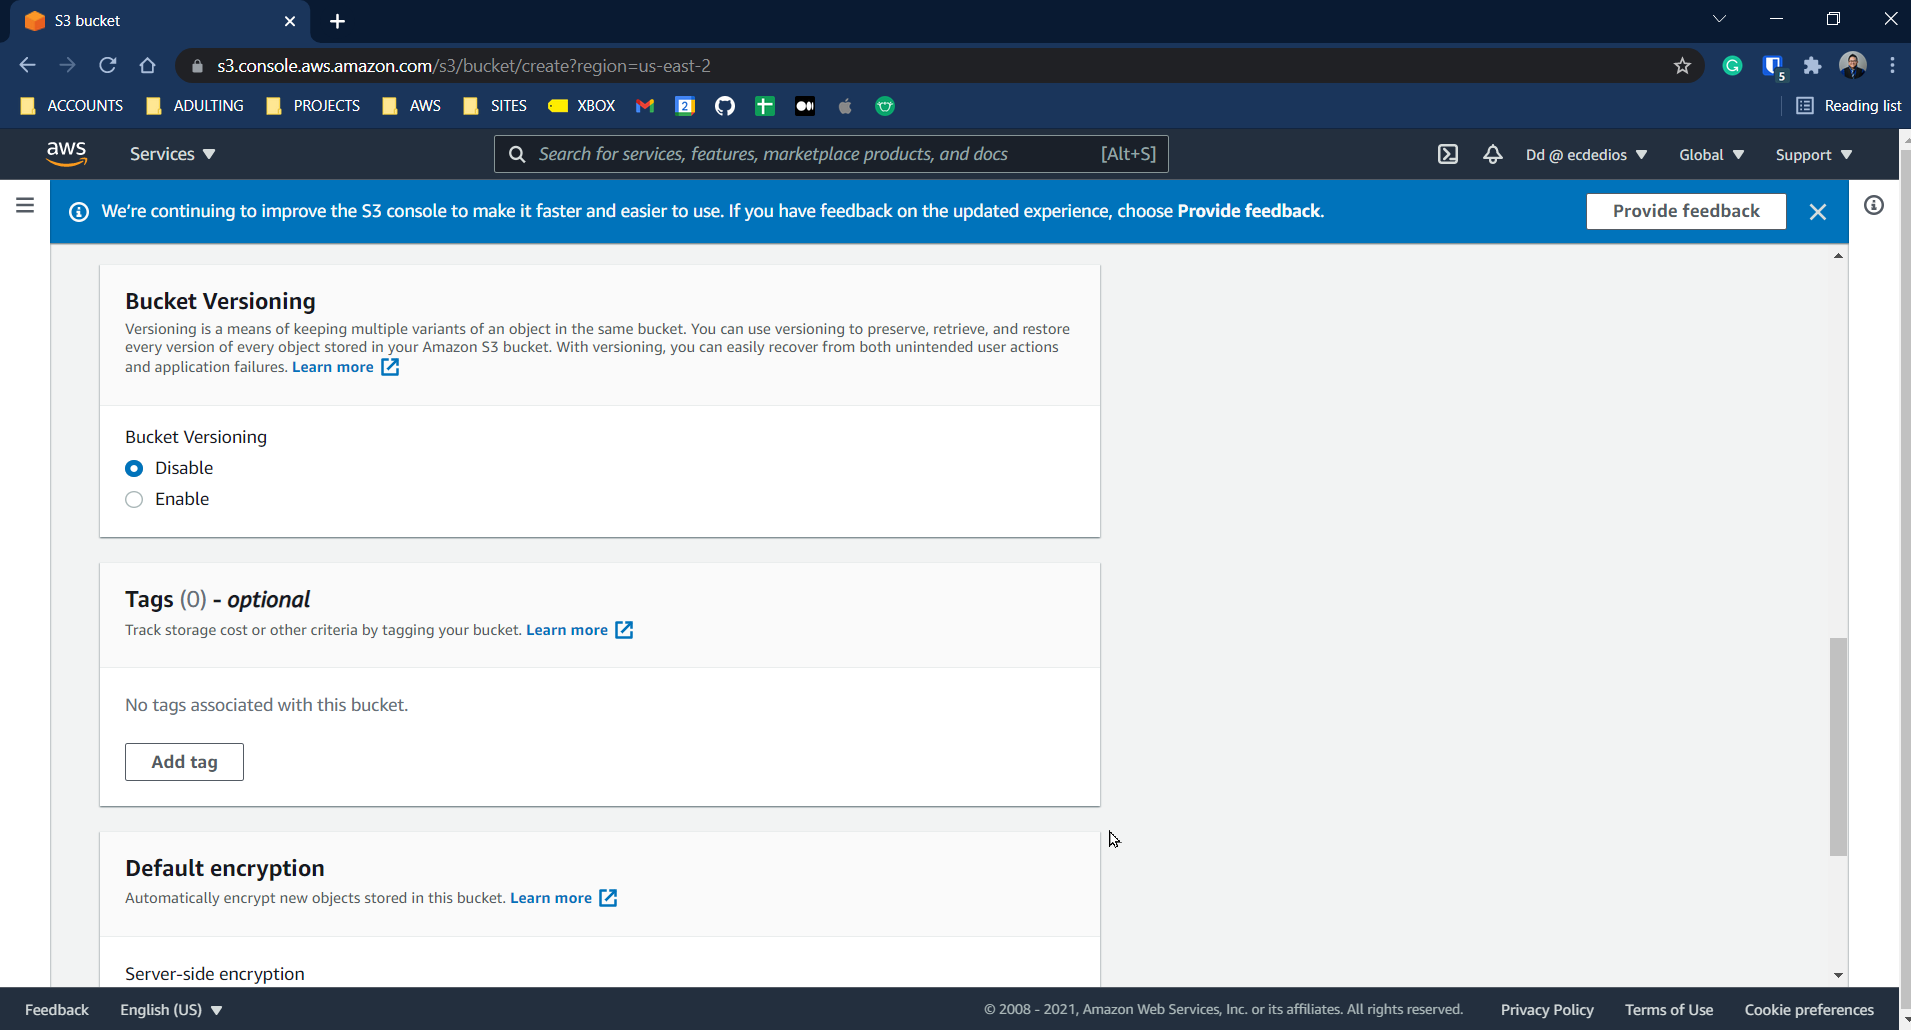 S3 bucket
s3.console.aws.amazon.com/s3/bucket/create?region=us-east-2
5
ACCOUNTS ADULTING PROJECTS AWS SITES XBOX 2 Reading list
aws Services Search for services, features, marketplace products, and docs [Alt+S] Dd @ ecdedios Global Support
We're continuing to improve the S3 console to make it faster and easier to use. If you have feedback on the updated experience, choose Provide feedback. Provide feedback
Bucket Versioning
Versioning is a means of keeping multiple variants of an object in the same bucket. You can use versioning to preserve, retrieve, and restore
every version of every object stored in your Amazon S3 bucket. With versioning, you can easily recover from both unintended user actions
and application failures. Learn more
Bucket Versioning
Disable
Enable
Tags (0) - optional
Track storage cost or other criteria by tagging your bucket. Learn more
No tags associated with this bucket.
Add tag
Default encryption
Automatically encrypt new objects stored in this bucket. Learn more
Server-side encryption
Feedback English (US) © 2008 - 2021, Amazon Web Services, Inc. or its affiliates. All rights reserved. Privacy Policy Terms of Use Cookie preferences